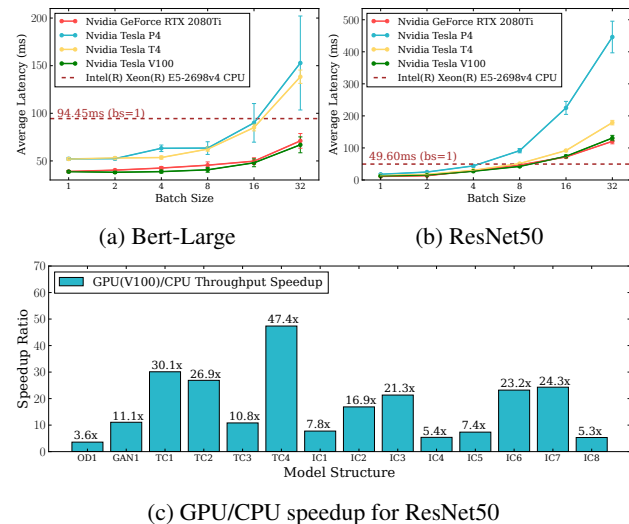 Nvidia GeForce RTX 2080Ti
Nvidia Tesla P4
Nvidia Tesla T4
Nvidia Tesla V100
Intel(R) Xeon(R) E5-2698v4 CPU
94.45ms (bs=1)
Average Latency (ms)
200
150
100
50
1 2 4 8 16 32
Batch Size
(a) Bert-Large
Nvidia GeForce RTX 2080Ti
Nvidia Tesla P4
Nvidia Tesla T4
Nvidia Tesla V100
Intel(R) Xeon(R) E5-2698v4 CPU
49.60ms (bs=1)
Average Latency (ms)
450
400
300
200
100
50
0
1 2 4 8 16 32
Batch Size
(b) ResNet50
GPU(V100)/CPU Throughput Speedup
Speedup Ratio
70
60
50
40
30
20
10
0
3.6x 11.1x 30.1x 26.9x 10.8x 47.4x 7.8x 16.9x 21.3x 5.4x 7.4x 23.2x 24.3x 5.3x
OD1 GAN1 TC1 TC2 TC3 TC4 IC1 IC2 IC3 IC4 IC5 IC6 IC7 IC8
Model Structure
(c) GPU/CPU speedup for ResNet50